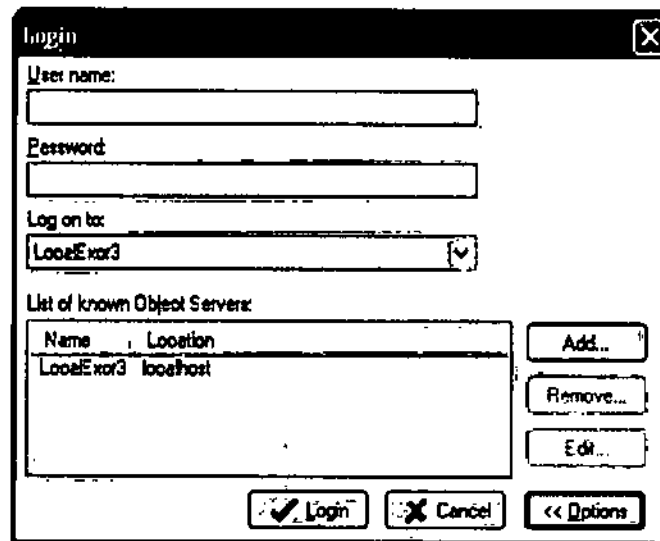 Login
User name:
Password:
Log on to:
LocalExor3
List of known Object Servers:
Name Location
LocalExor3 localhost
Add...
Remove...
Edit...
Login Cancel << Options